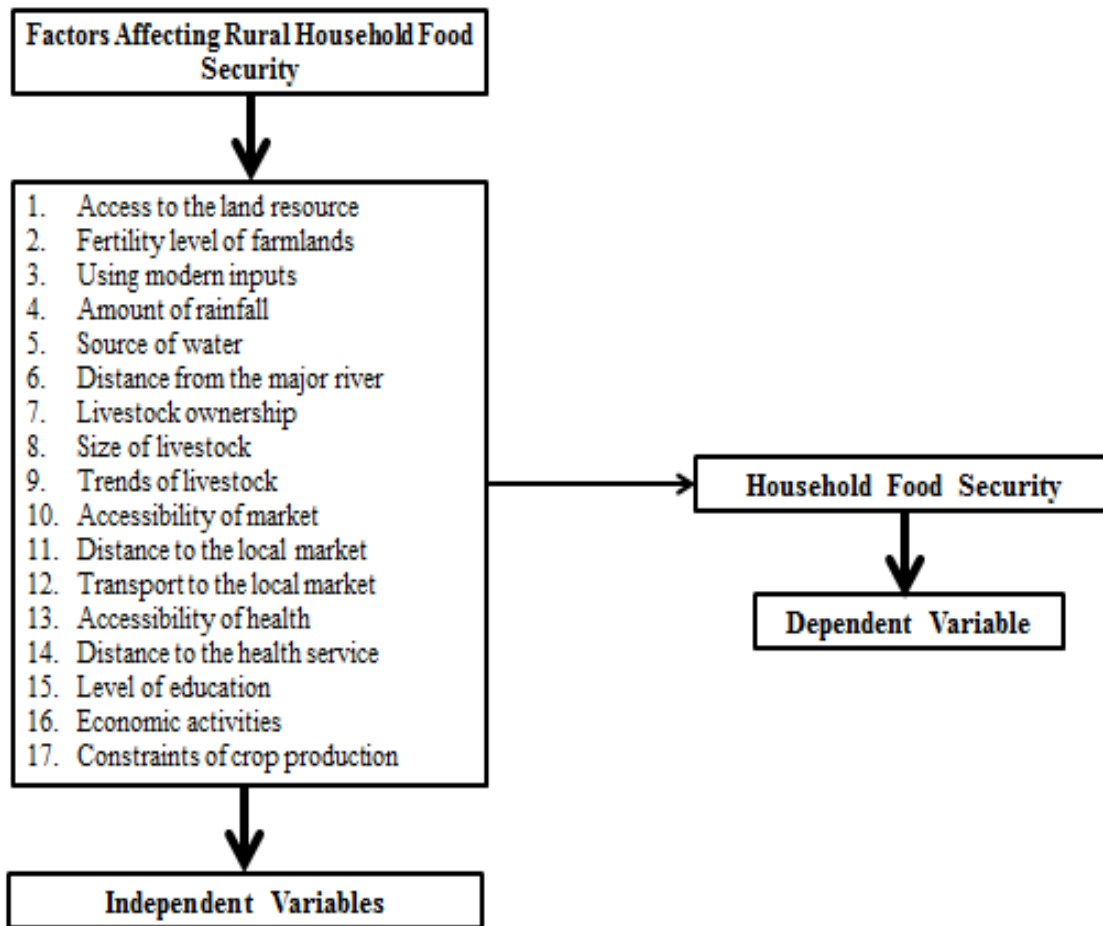 Factors Affecting Rural Household Food
Security
1. Access to the land resource
2. Fertility level of farmlands
3. Using modern inputs
4. Amount of rainfall
5. Source of water
6. Distance from the major river
7. Livestock ownership
8. Size of livestock
9. Trends of livestock
10. Accessibility of market
11. Distance to the local market
12. Transport to the local market
13. Accessibility of health
14. Distance to the health service
15. Level of education
16. Economic activities
17. Constraints of crop production
Household Food Security
Dependent Variable
Independent Variables